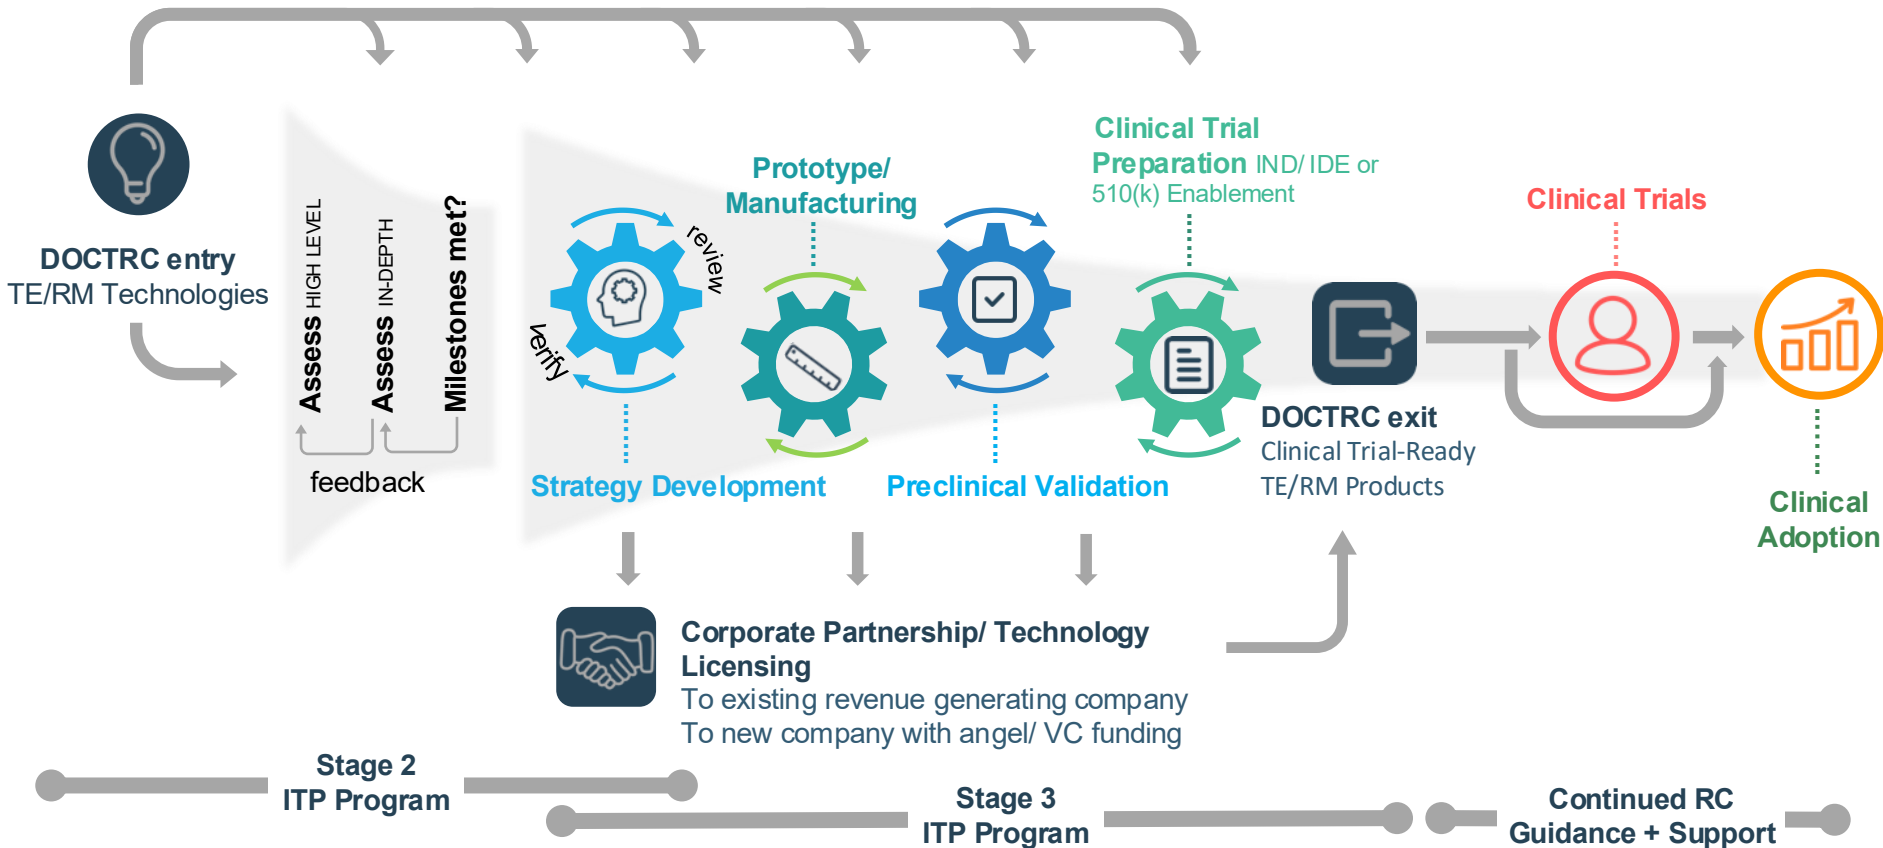 DOCTRC entry
TE/RM Technologies
Assess HIGH LEVEL
Assess IN-DEPTH
Milestones met?
feedback
review
verify
Strategy Development
Prototype/
Manufacturing
Preclinical Validation
Clinical Trial
Preparation IND/ IDE or
510(k) Enablement
DOCTRC exit
Clinical Trial-Ready
TE/RM Products
Clinical Trials
Clinical
Adoption
Corporate Partnership/ Technology
Licensing
To existing revenue generating company
To new company with angel/ VC funding
Stage 2
ITP Program
Stage 3
ITP Program
Continued RC
Guidance + Support